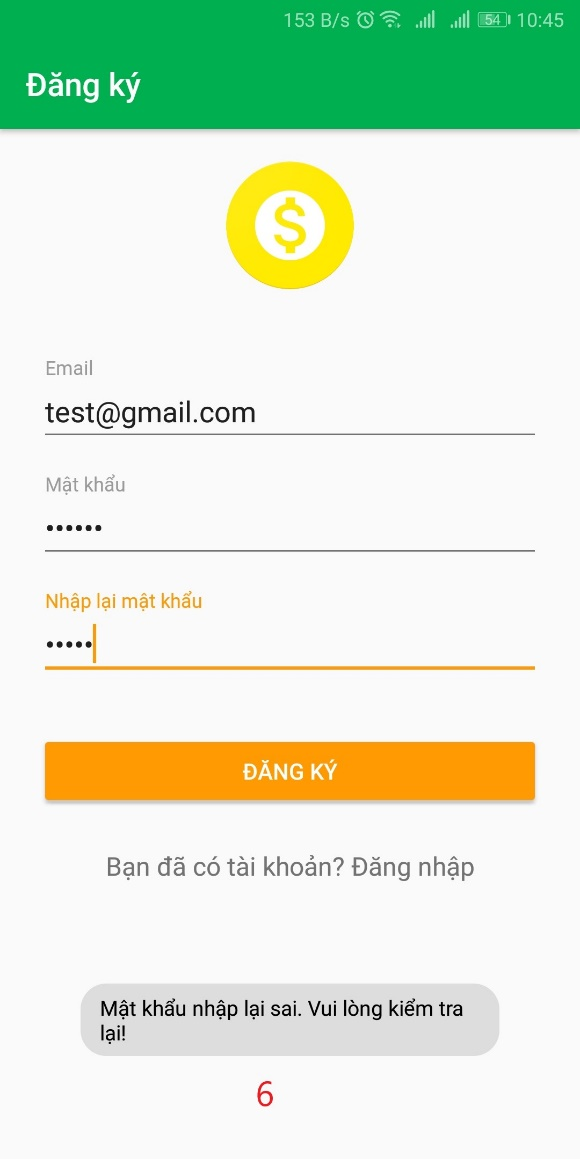 153 B/s 54 10:45
Đăng ký
$
Email
test@gmail.com
Mật khẩu
••••••
Nhập lại mật khẩu
•••••
ĐĂNG KÝ
Bạn đã có tài khoản? Đăng nhập
Mật khẩu nhập lại sai. Vui lòng kiểm tra
lại!
6